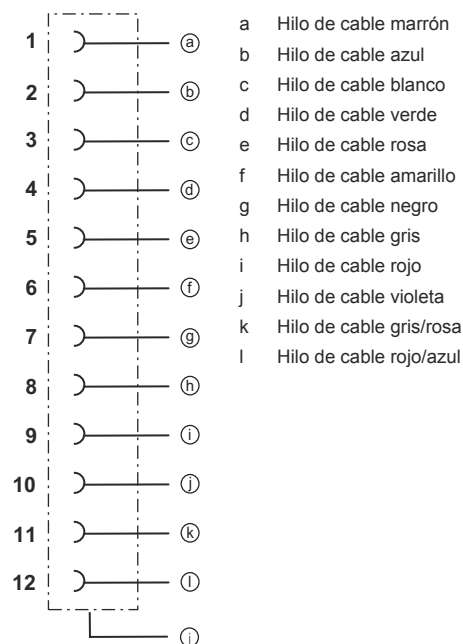 1 a
2 b
3 c
4 d
5 e
6 f
7 g
8 h
9 i
10 j
11 k
12 l
j
a Hilo de cable marrón
b Hilo de cable azul
c Hilo de cable blanco
d Hilo de cable verde
e Hilo de cable rosa
f Hilo de cable amarillo
g Hilo de cable negro
h Hilo de cable gris
i Hilo de cable rojo
j Hilo de cable violeta
k Hilo de cable gris/rosa
l Hilo de cable rojo/azul